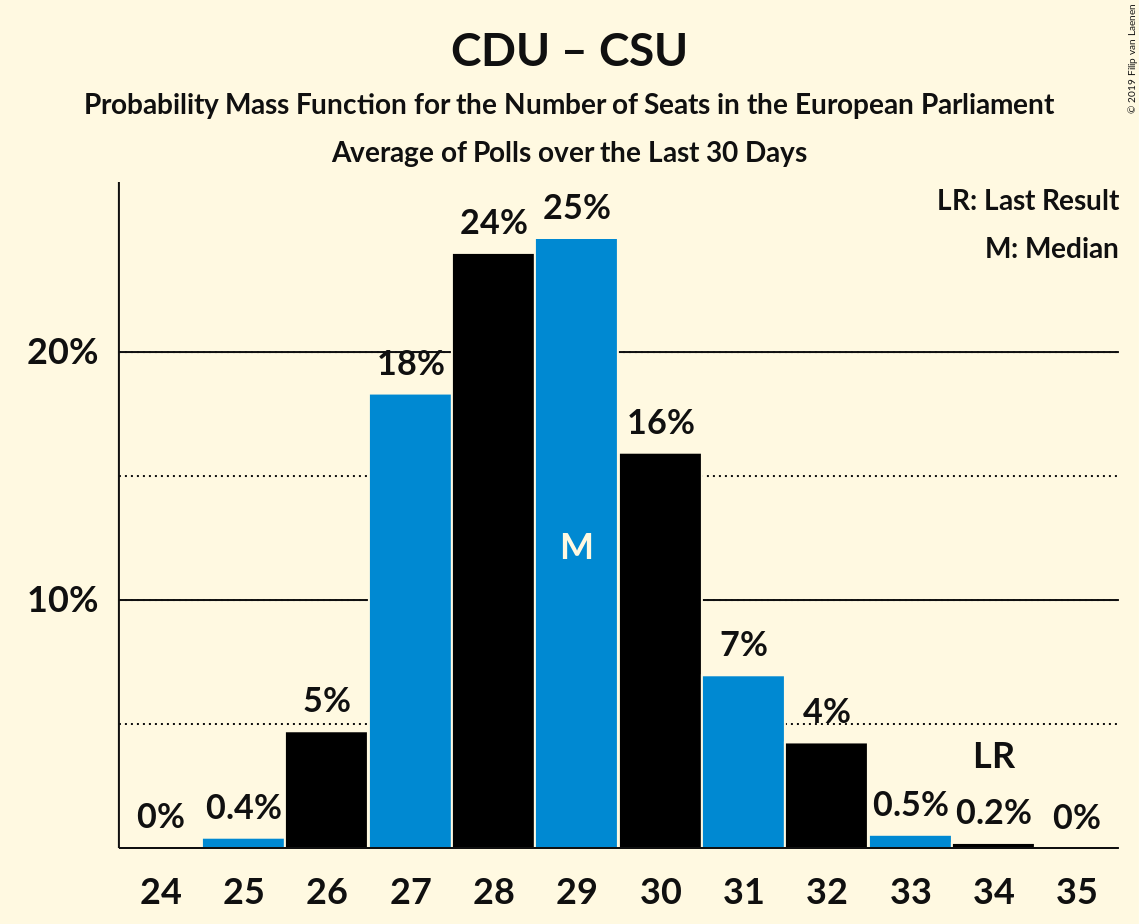 CDU – CSU
Probability Mass Function for the Number of Seats in the European Parliament
Average of Polls over the Last 30 Days
© 2019 Filip van Laenen
LR: Last Result
M: Median
20%
10%
0%
0.4%
5%
18%
24%
25%
16%
7%
4%
0.5%
0.2%
0%
M
LR
24 25 26 27 28 29 30 31 32 33 34 35